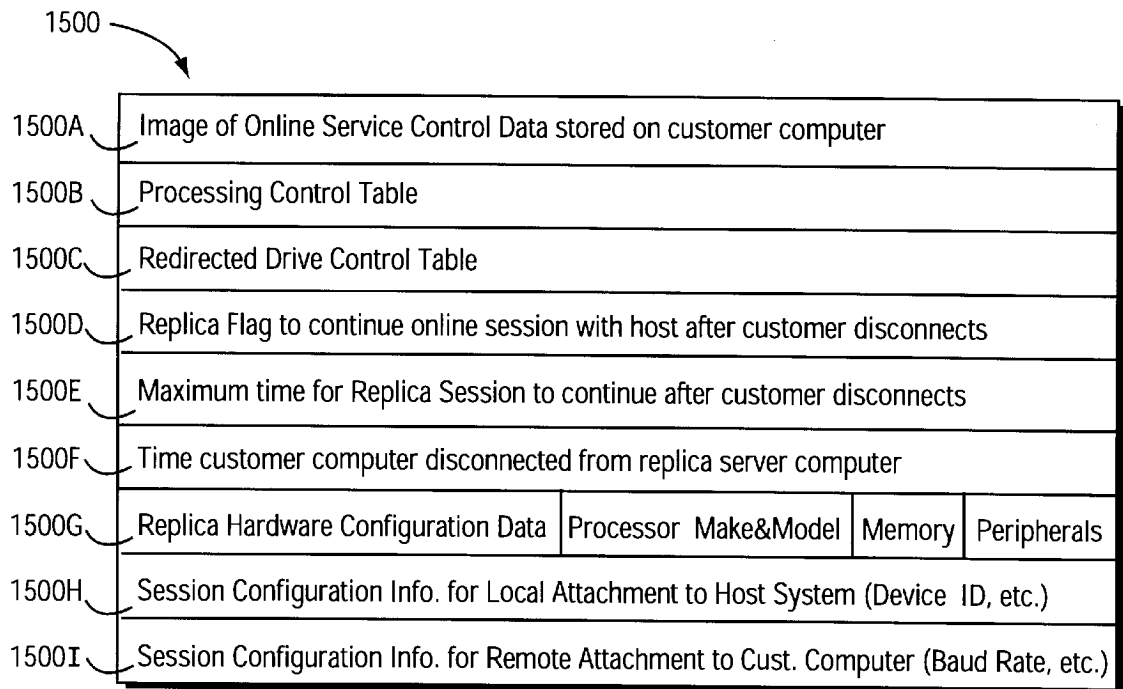 1500
1500A Image of Online Service Control Data stored on customer computer
1500B Processing Control Table
1500C Redirected Drive Control Table
1500D Replica Flag to continue online session with host after customer disconnects
1500E Maximum time for Replica Session to continue after customer disconnects
1500F Time customer computer disconnected from replica server computer
1500G Replica Hardware Configuration Data Processor Make&Model Memory Peripherals
1500H Session Configuration Info. for Local Attachment to Host System (Device ID, etc.)
1500I Session Configuration Info. for Remote Attachment to Cust. Computer (Baud Rate, etc.)